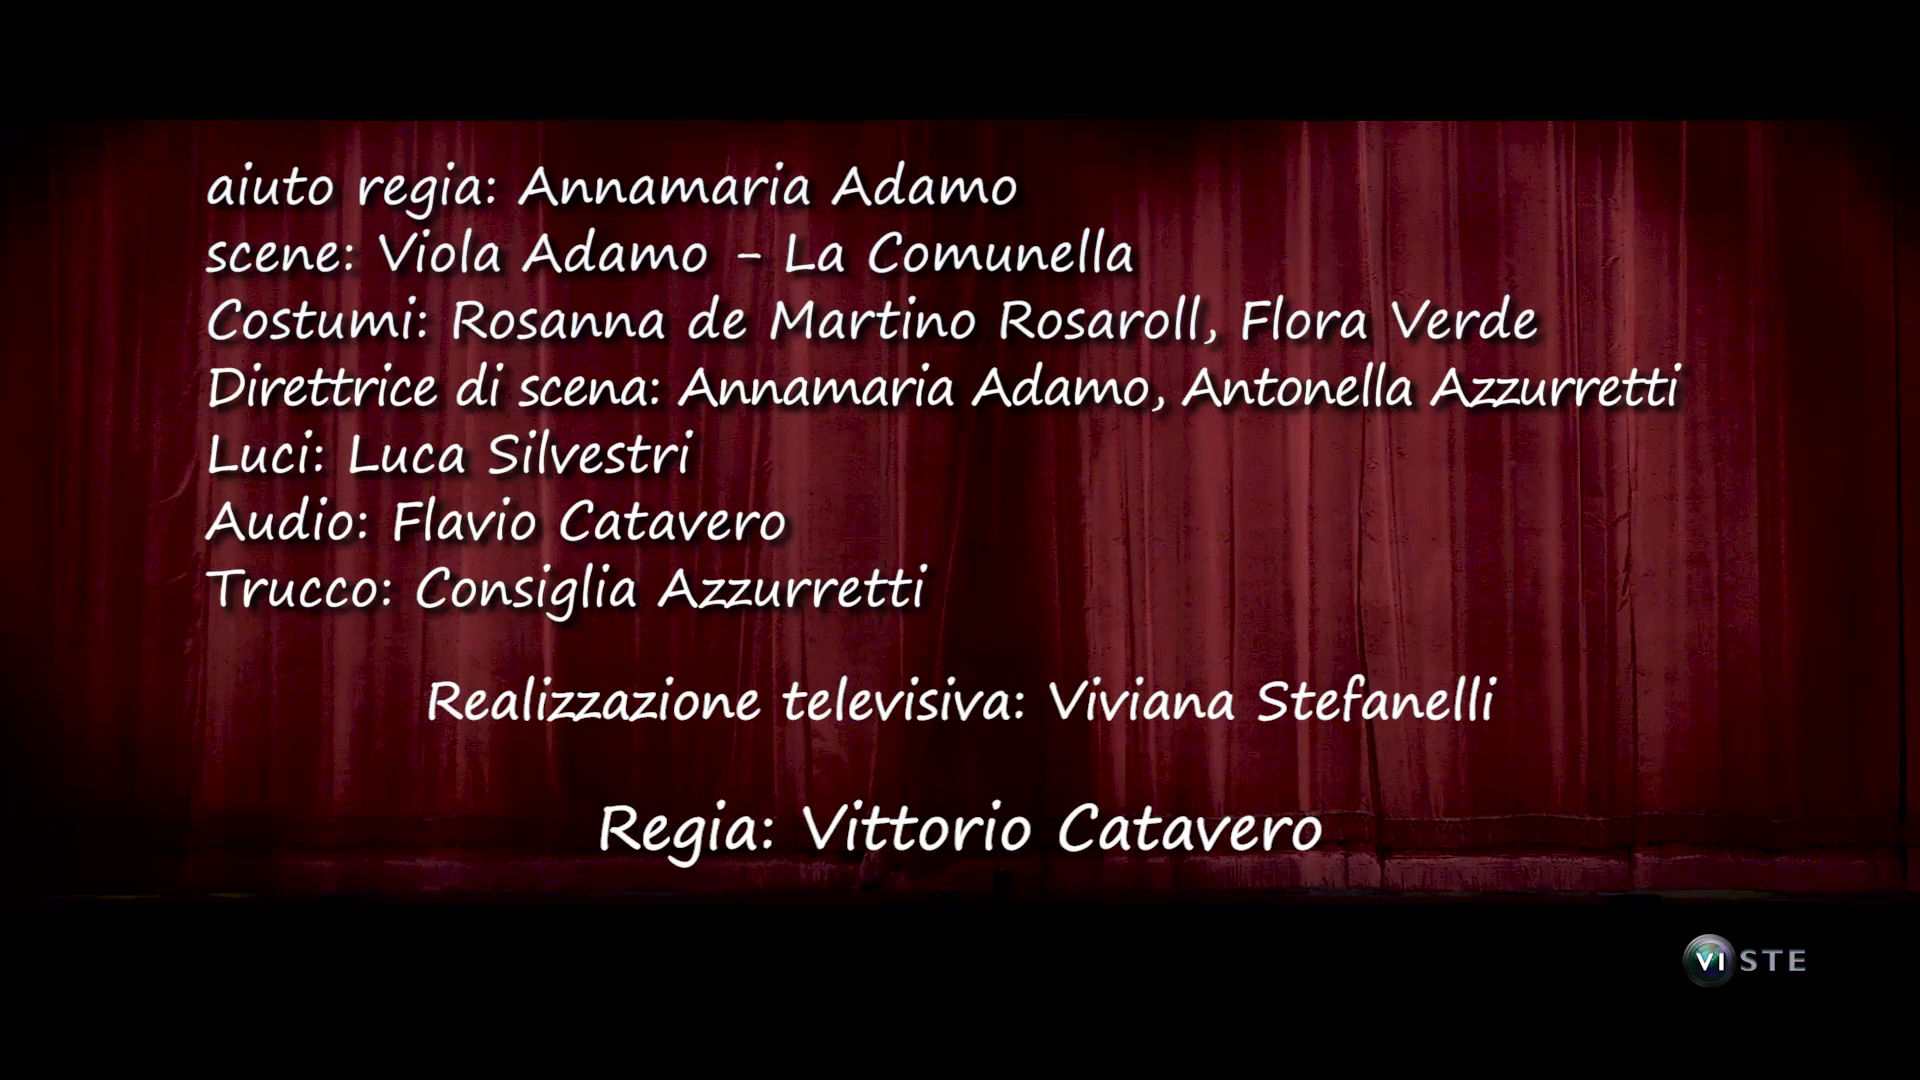 aiuto regia: Annamaria Adamo
scene: Viola Adamo - La Comunella
Costumi: Rosanna de Martino Rosaroll, Flora Verde
Direttrice di scena: Annamaria Adamo, Antonella Azzurretti
Luci: Luca Silvestri
Audio: Flavio Catavero
Trucco: Consiglia Azzurretti
Realizzazione televisiva: Viviana Stefanelli
Regia: Vittorio Catavero
VISTE